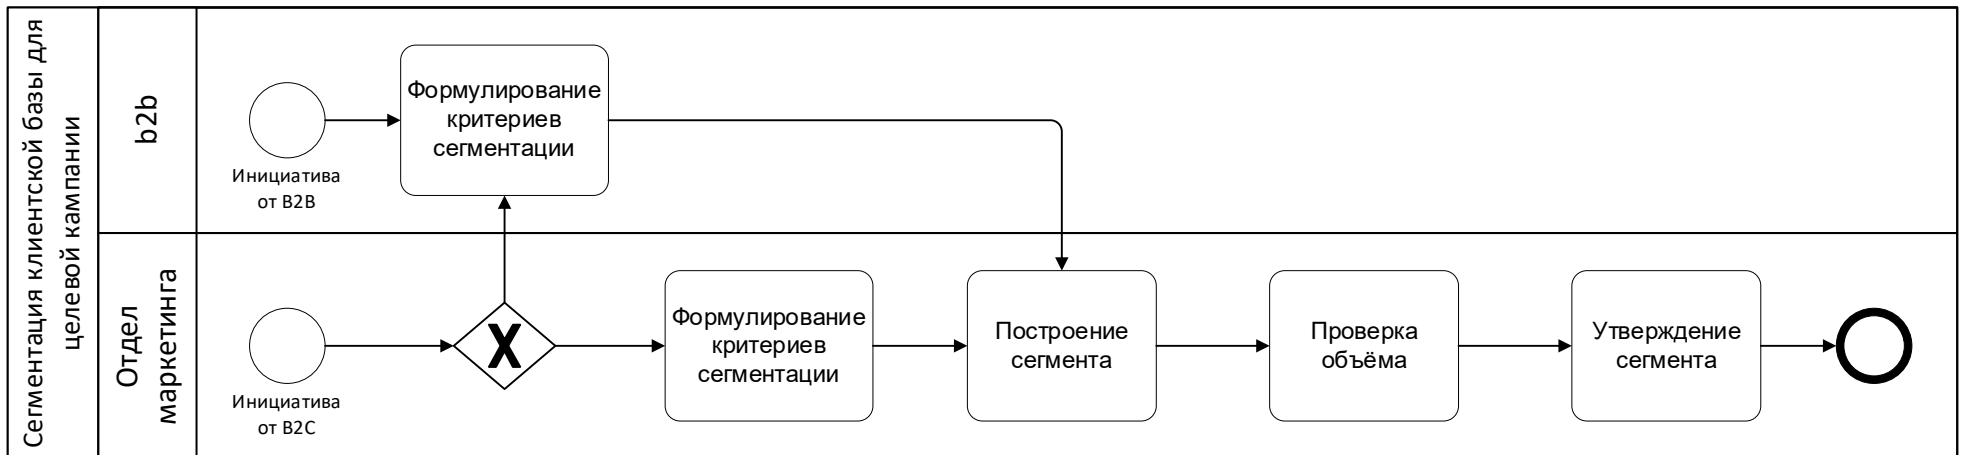 Сегментация клиентской базы для
целевой кампании
b2b
Инициатива
от B2B
Формулирование
критериев
сегментации
Отдел
маркетинга
Инициатива
от B2C
X
Формулирование
критериев
сегментации
Построение
сегмента
Проверка
объёма
Утверждение
сегмента